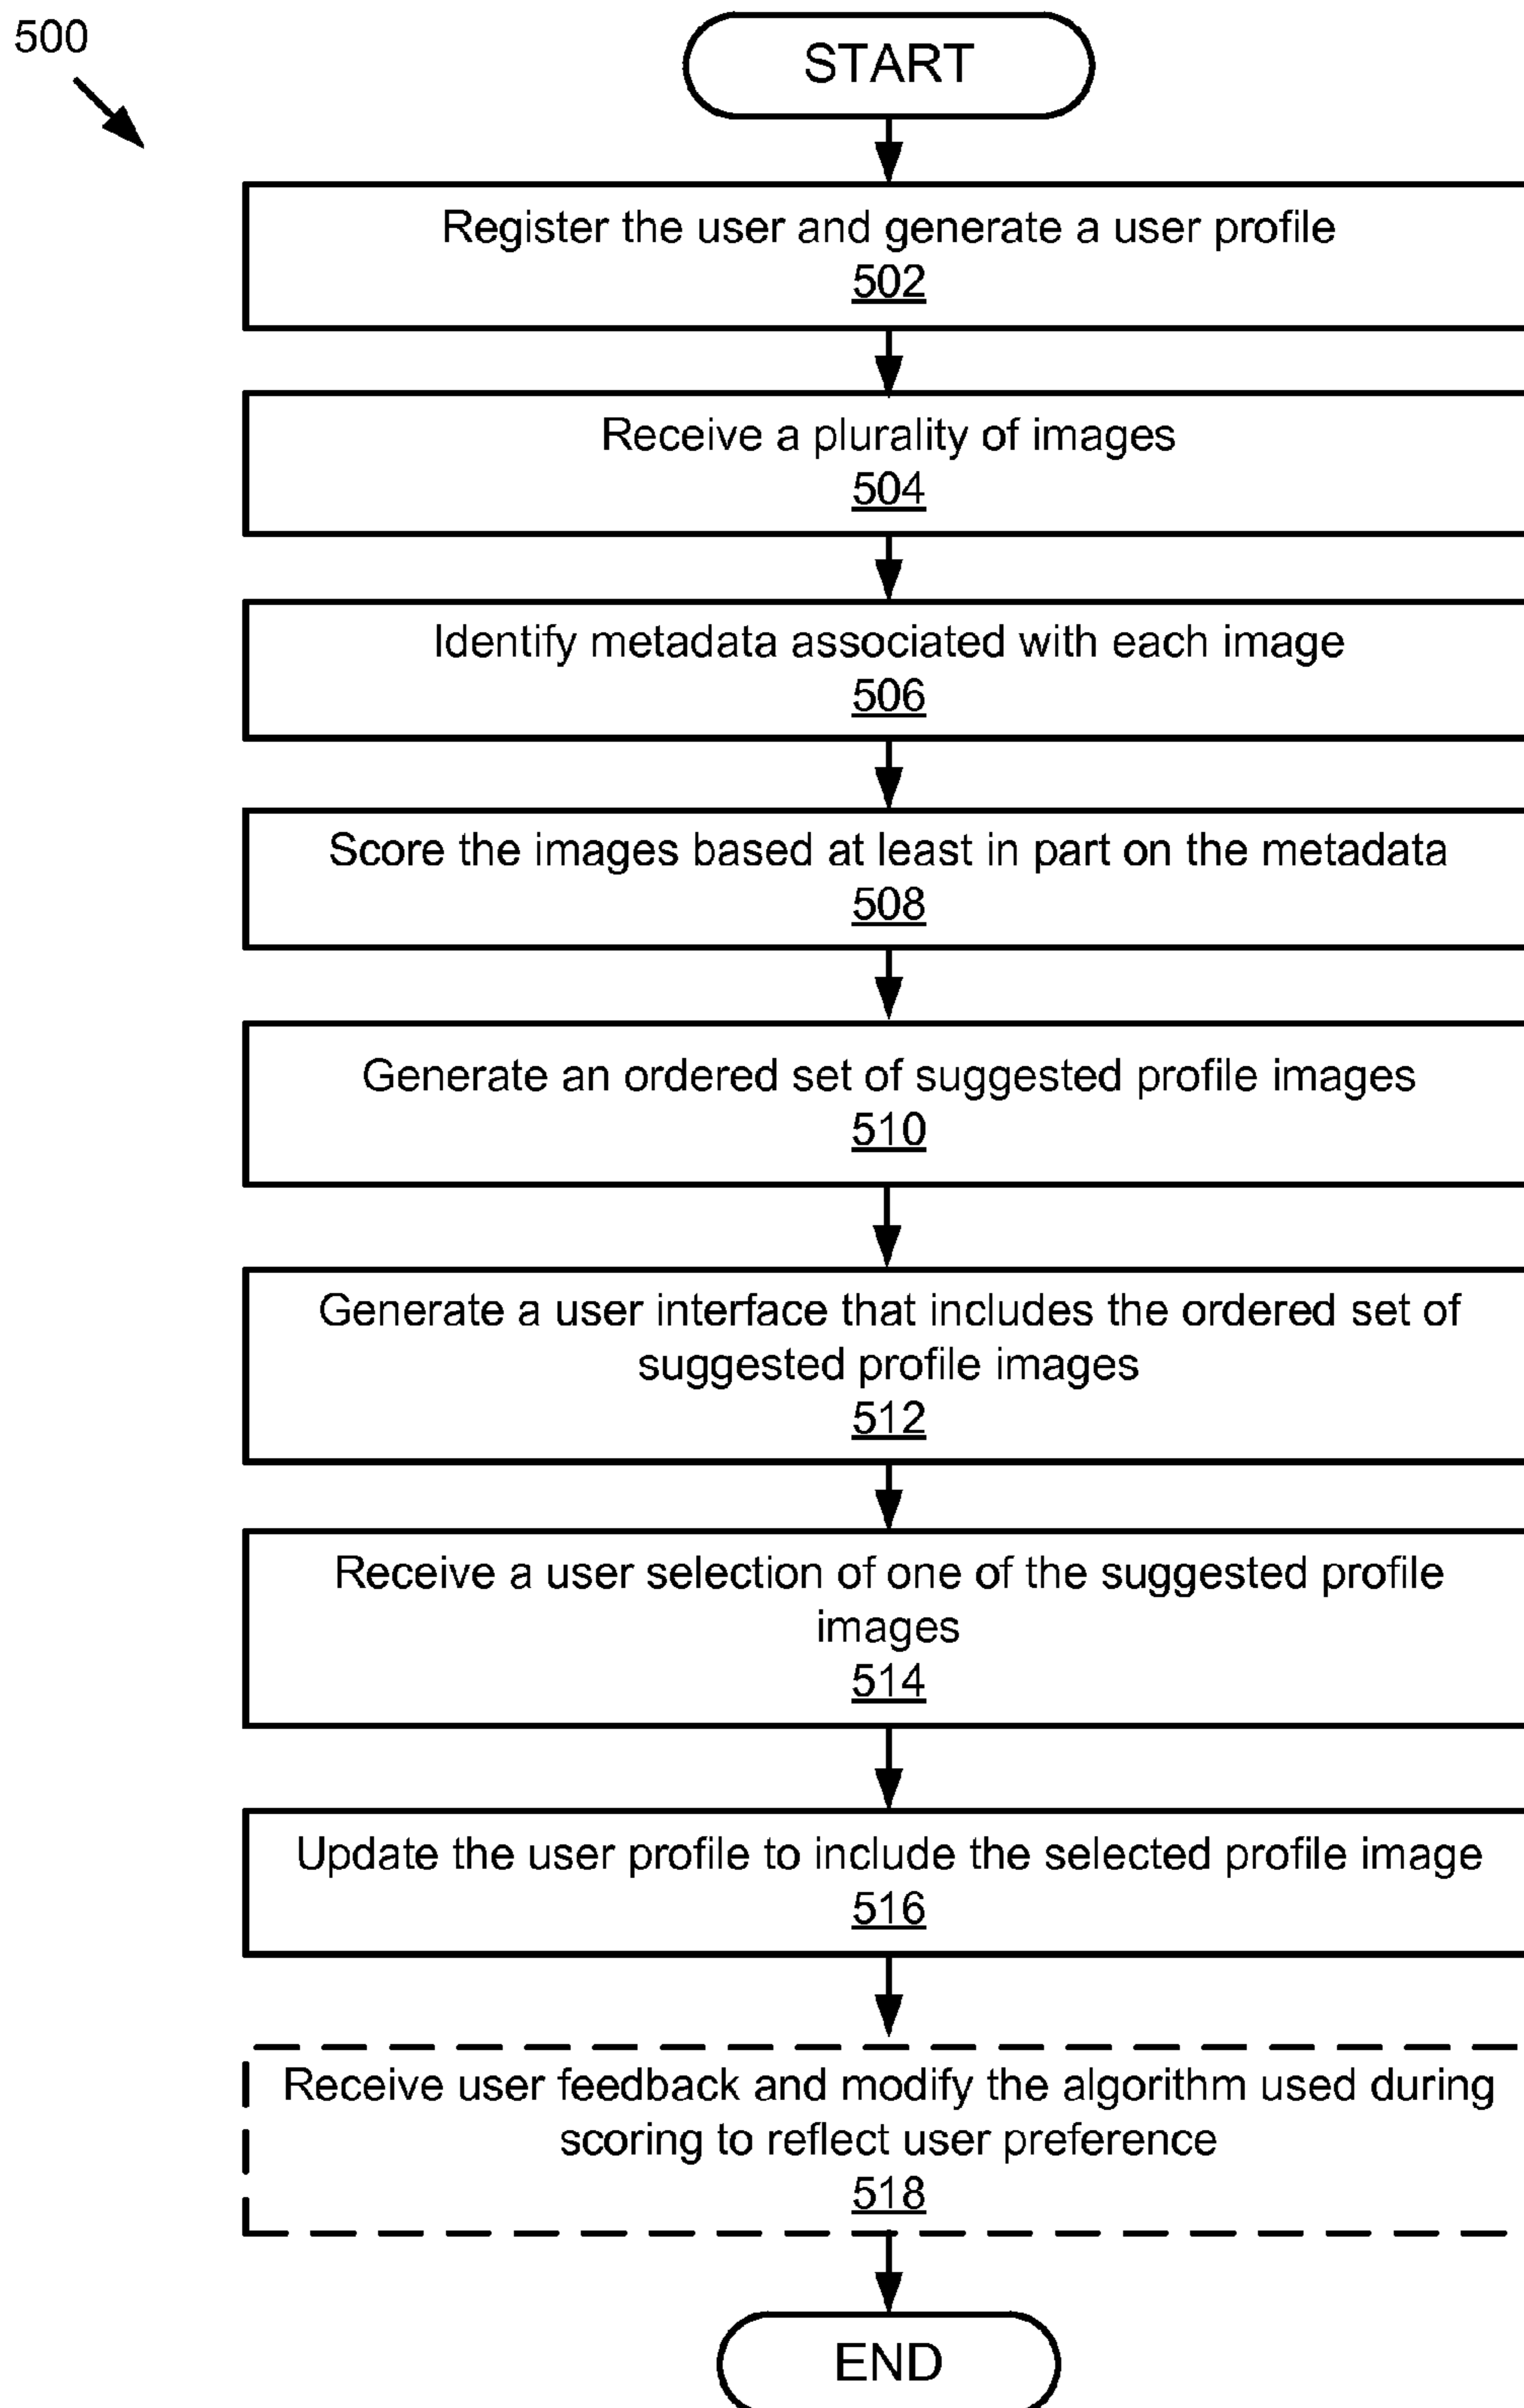 500
START
Register the user and generate a user profile
502
Receive a plurality of images
504
Identify metadata associated with each image
506
Score the images based at least in part on the metadata
508
Generate an ordered set of suggested profile images
510
Generate a user interface that includes the ordered set of
suggested profile images
512
Receive a user selection of one of the suggested profile
images
514
Update the user profile to include the selected profile image
516
Receive user feedback and modify the algorithm used during
scoring to reflect user preference
518
END